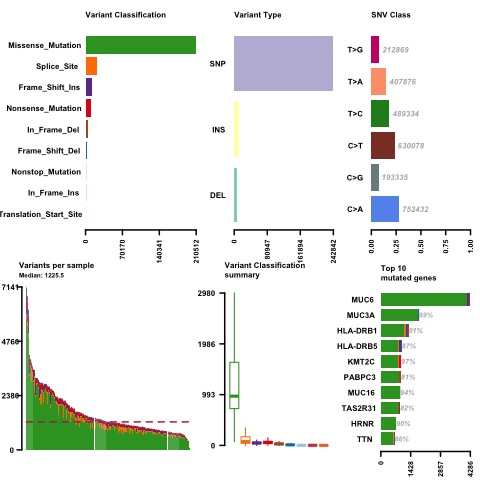 Variant Classification
Missense_Mutation
Splice_Site
Frame_Shift_Ins
Nonsense_Mutation
In_Frame_Del
Frame_Shift_Del
Nonstop_Mutation
In_Frame_Ins
Translation_Start_Site
0
70170
140341
210512
Variant Type
SNP
INS
DEL
0
80947
161894
242842
SNV Class
T>G
212869
T>A
407876
T>C
489334
C>T
630078
C>G
193335
C>A
752432
0.00
0.25
0.50
0.75
1.00
Variants per sample
Median: 1225.5
7141
4760
2380
0
Variant Classification
summary
2980
1986
993
0
Top 10
mutated genes
MUC6
MUC3A 98%
HLA-DRB1 91%
HLA-DRB5 87%
KMT2C 97%
PABPC3 81%
MUC16 94%
TAS2R31 82%
HRNR 90%
TTN 86%
0
1428
2857
4286